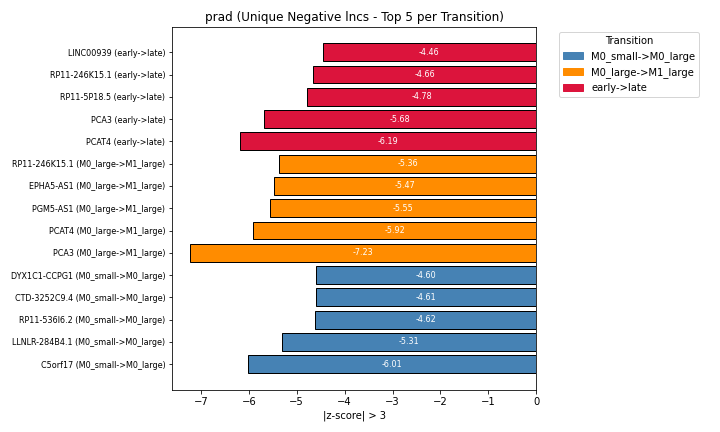 prad (Unique Negative lncs - Top 5 per Transition)
LINC00939 (early->late)
-4.46
RP11-246K15.1 (early->late)
-4.66
RP11-5P18.5 (early->late)
-4.78
PCA3 (early->late)
-5.68
PCAT4 (early->late)
-6.19
RP11-246K15.1 (M0_large->M1_large)
-5.36
EPHA5-AS1 (M0_large->M1_large)
-5.47
PGM5-AS1 (M0_large->M1_large)
-5.55
PCAT4 (M0_large->M1_large)
-5.92
PCA3 (M0_large->M1_large)
-7.23
DYX1C1-CCPG1 (M0_small->M0_large)
-4.60
CTD-3252C9.4 (M0_small->M0_large)
-4.61
RP11-536I6.2 (M0_small->M0_large)
-4.62
LLNLR-284B4.1 (M0_small->M0_large)
-5.31
C5orf17 (M0_small->M0_large)
-6.01
−7 −6 −5 −4 −3 −2 −1 0
|z-score| > 3
Transition
M0_small->M0_large
M0_large->M1_large
early->late